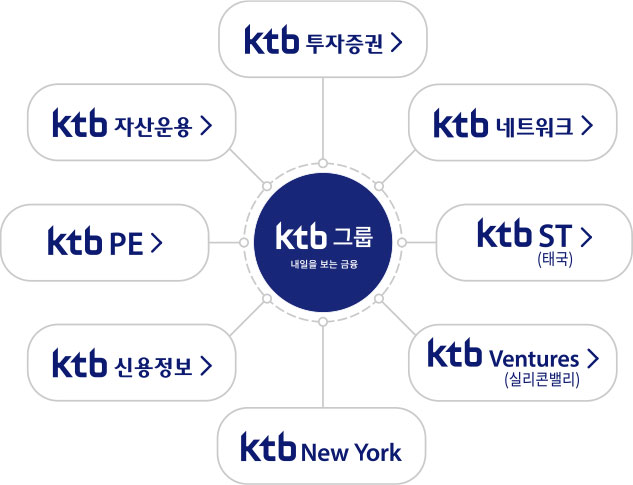 ktb 투자증권 >
ktb 자산운용 >
ktb 네트워크 >
ktb PE >
ktb 그룹
내일을 보는 금융
ktb ST >
(태국)
ktb 신용정보 >
ktb Ventures >
(실리콘밸리)
ktb New York